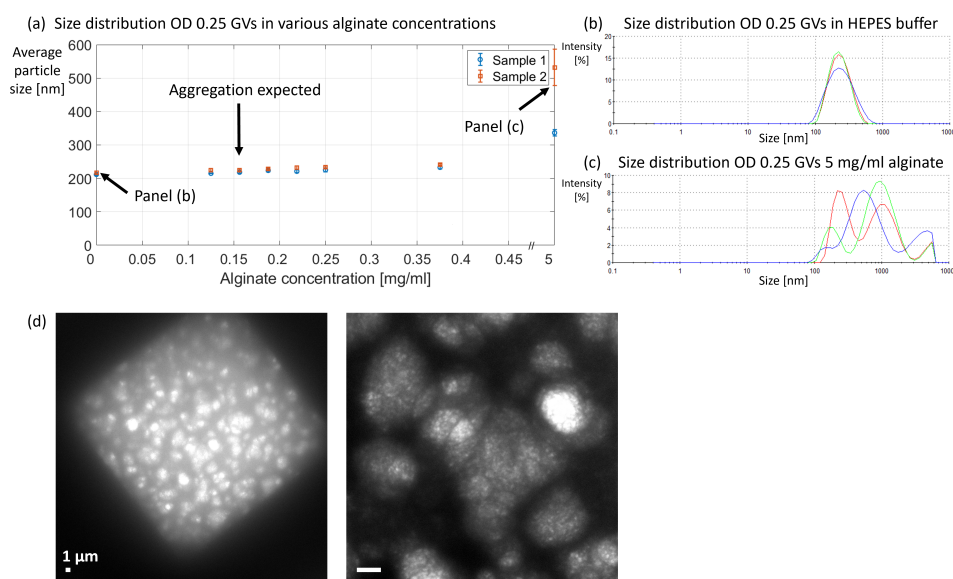 (a) Size distribution OD 0.25 GVs in various alginate concentrations
Average
particle
size [nm]
600
500
400
300
200
100
0
Sample 1
Sample 2
Aggregation expected
Panel (c)
Panel (b)
0 0.05 0.1 0.15 0.2 0.25 0.3 0.35 0.4 0.45 // 5
Alginate concentration [mg/ml]
(b) Size distribution OD 0.25 GVs in HEPES buffer
Intensity
[%]
20
15
10
5
0
0.1 1 10 100 1000 1000
Size [nm]
(c) Size distribution OD 0.25 GVs 5 mg/ml alginate
Intensity
[%]
10
8
6
4
2
0
0.1 1 10 100 1000 1000
Size [nm]
(d)
1 µm